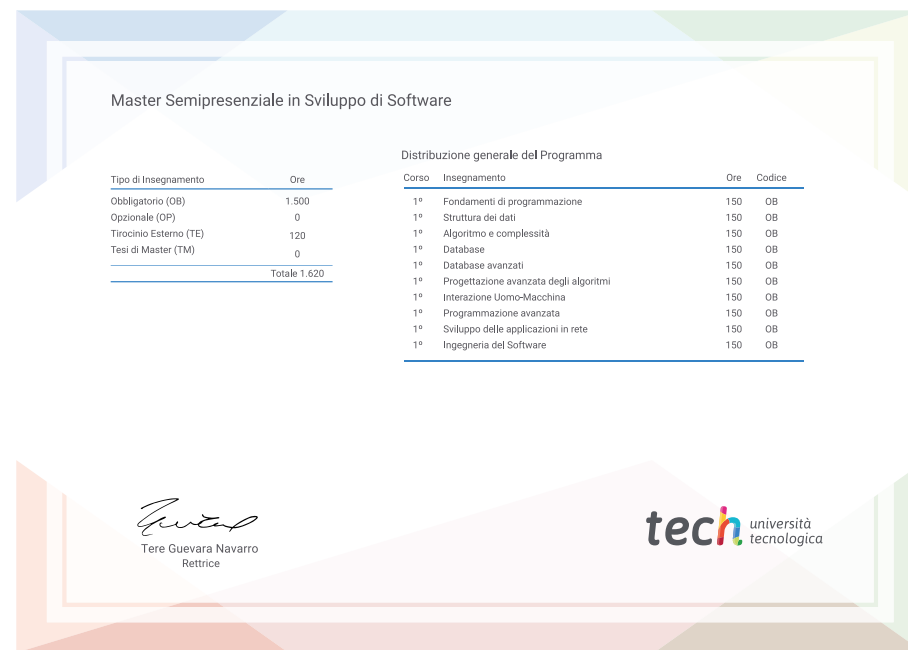 Master Semipresenziale in Sviluppo di Software
Tipo di Insegnamento Ore
Obbligatorio (OB) 1.500
Opzionale (OP) 0
Tirocinio Esterno (TE) 120
Tesi di Master (TM) 0
Totale 1.620
Distribuzione generale del Programma
Corso Insegnamento Ore Codice
1º Fondamenti di programmazione 150 OB
1º Struttura dei dati 150 OB
1º Algoritmo e complessità 150 OB
1º Database 150 OB
1º Database avanzati 150 OB
1º Progettazione avanzata degli algoritmi 150 OB
1º Interazione Uomo-Macchina 150 OB
1º Programmazione avanzata 150 OB
1º Sviluppo delle applicazioni in rete 150 OB
1º Ingegneria del Software 150 OB
Tere Guevara Navarro
Rettrice
tech università
tecnologica